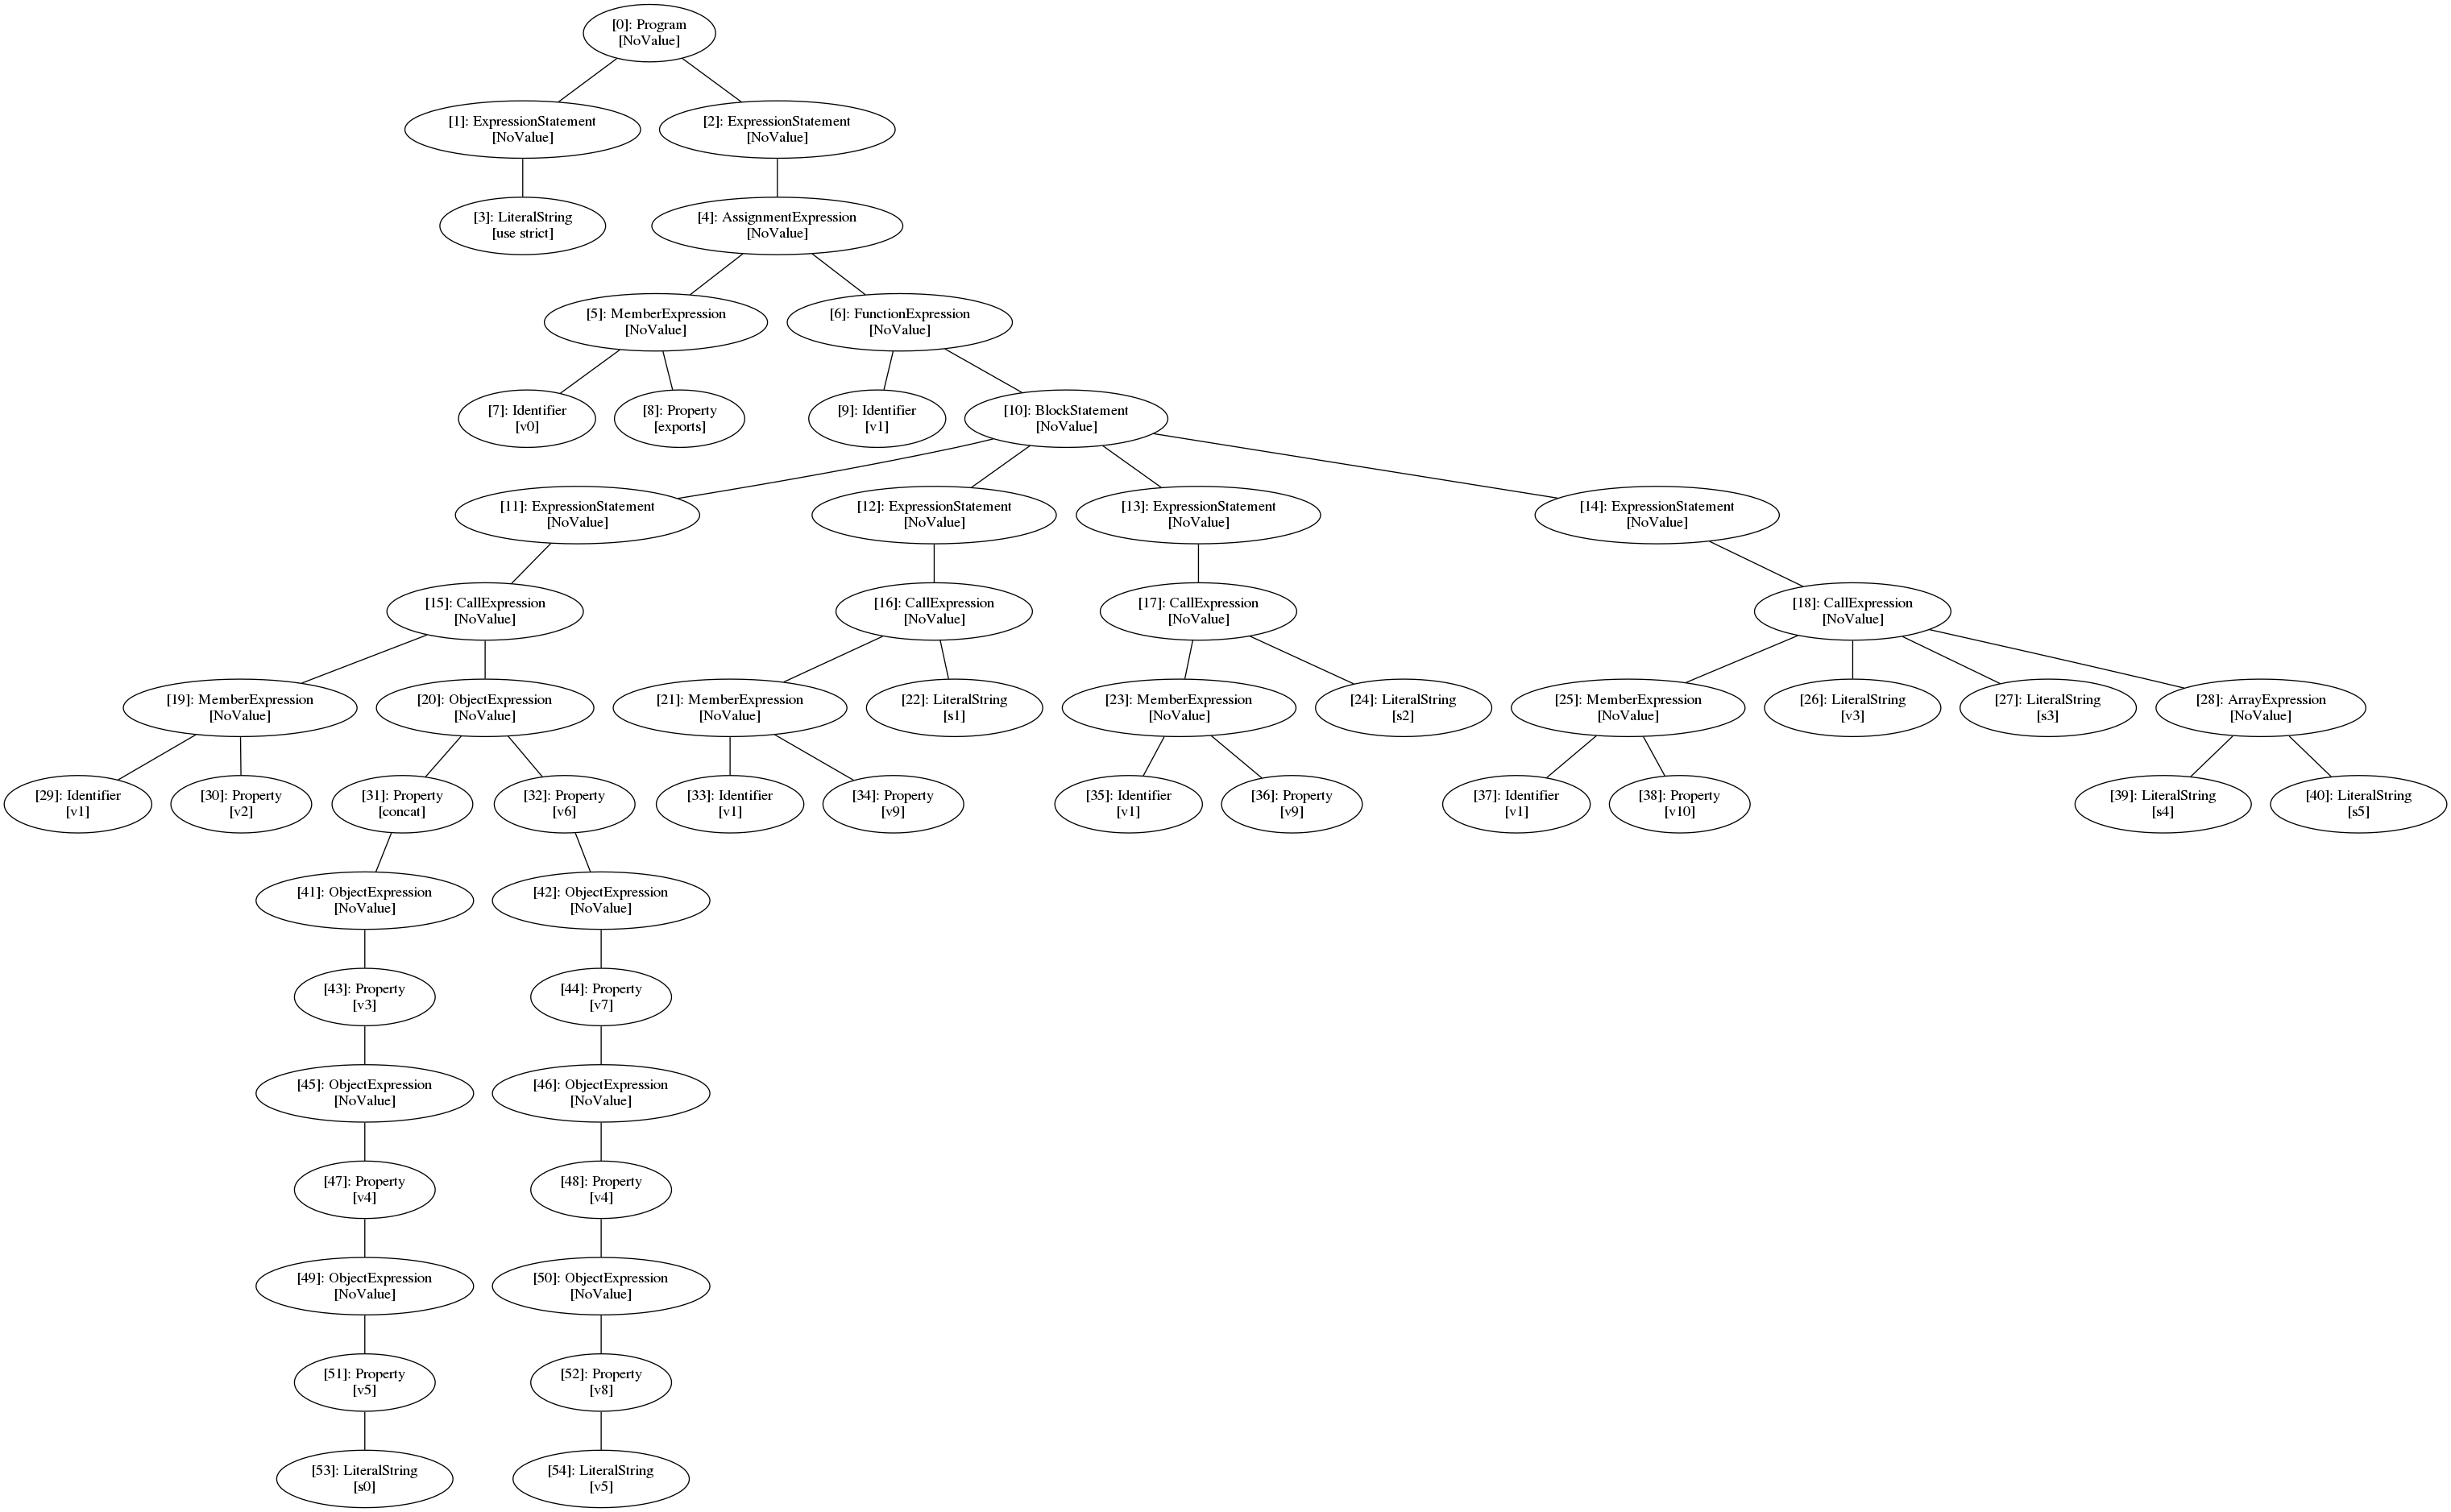 [0]: Program
[NoValue]
[1]: ExpressionStatement
[NoValue]
[2]: ExpressionStatement
[NoValue]
[3]: LiteralString
[use strict]
[4]: AssignmentExpression
[NoValue]
[5]: MemberExpression
[NoValue]
[6]: FunctionExpression
[NoValue]
[7]: Identifier
[v0]
[8]: Property
[exports]
[9]: Identifier
[v1]
[10]: BlockStatement
[NoValue]
[11]: ExpressionStatement
[NoValue]
[12]: ExpressionStatement
[NoValue]
[13]: ExpressionStatement
[NoValue]
[14]: ExpressionStatement
[NoValue]
[15]: CallExpression
[NoValue]
[16]: CallExpression
[NoValue]
[17]: CallExpression
[NoValue]
[18]: CallExpression
[NoValue]
[19]: MemberExpression
[NoValue]
[20]: ObjectExpression
[NoValue]
[21]: MemberExpression
[NoValue]
[22]: LiteralString
[s1]
[23]: MemberExpression
[NoValue]
[24]: LiteralString
[s2]
[25]: MemberExpression
[NoValue]
[26]: LiteralString
[v3]
[27]: LiteralString
[s3]
[28]: ArrayExpression
[NoValue]
[29]: Identifier
[v1]
[30]: Property
[v2]
[31]: Property
[concat]
[32]: Property
[v6]
[33]: Identifier
[v1]
[34]: Property
[v9]
[35]: Identifier
[v1]
[36]: Property
[v9]
[37]: Identifier
[v1]
[38]: Property
[v10]
[39]: LiteralString
[s4]
[40]: LiteralString
[s5]
[41]: ObjectExpression
[NoValue]
[42]: ObjectExpression
[NoValue]
[43]: Property
[v3]
[44]: Property
[v7]
[45]: ObjectExpression
[NoValue]
[46]: ObjectExpression
[NoValue]
[47]: Property
[v4]
[48]: Property
[v4]
[49]: ObjectExpression
[NoValue]
[50]: ObjectExpression
[NoValue]
[51]: Property
[v5]
[52]: Property
[v8]
[53]: LiteralString
[s0]
[54]: LiteralString
[v5]